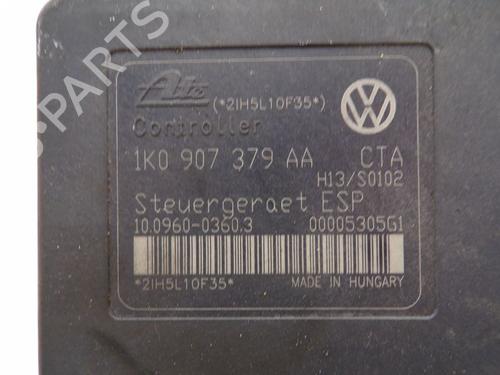 Ate (*2IH5L10F35*)
Controller
1K0 907 379 AA CTA
H13/S0102
Steuergeraet ESP
10.0960-0360.3 00005305G1
*2IH5L10F35* MADE IN HUNGARY
PARTS